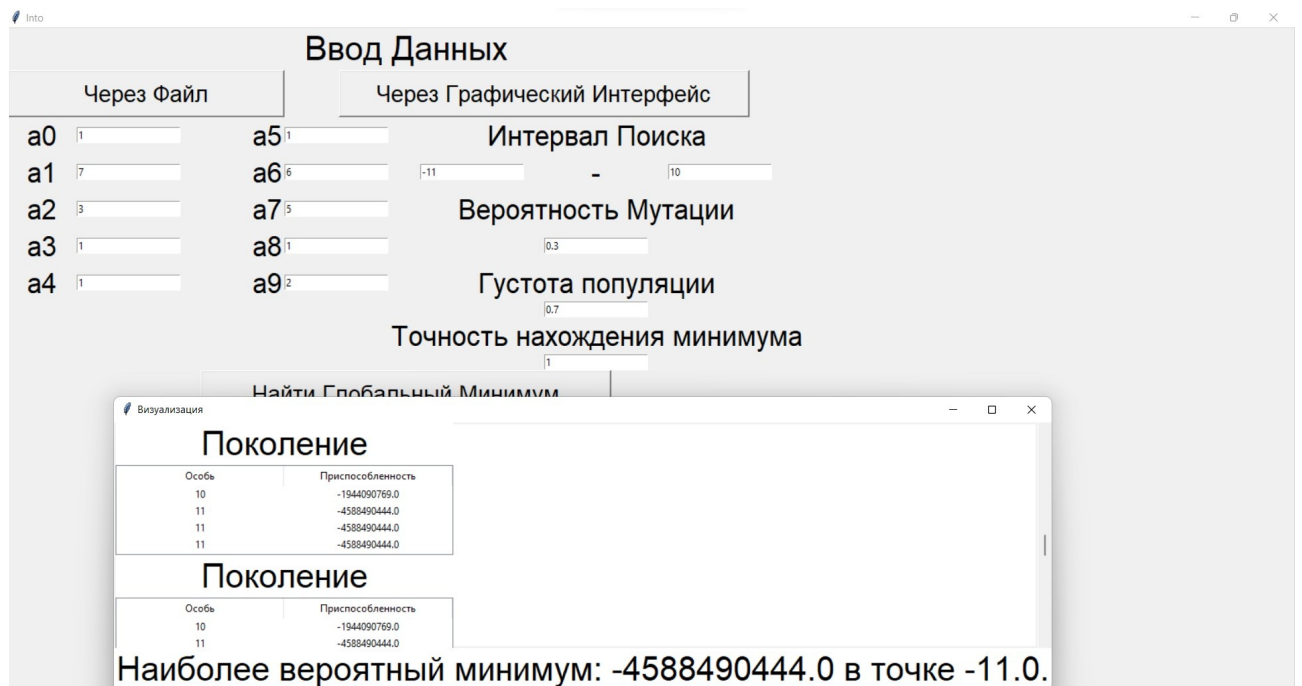 Into
Ввод Данных
Через Файл Через Графический Интерфейс
a0 1 a5 1 Интервал Поиска
a1 7 a6 6 -11 - 10
a2 3 a7 5 Вероятность Мутации
a3 1 a8 1 0.3
a4 1 a9 2 Густота популяции
0.7
Точность нахождения минимума
1
Найти Глобальный Минимум
Визуализация
Поколение
Особь Приспособленность
10 -1944090769.0
11 -4588490444.0
11 -4588490444.0
11 -4588490444.0
Поколение
Особь Приспособленность
10 -1944090769.0
11 -4588490444.0
Наиболее вероятный минимум: -4588490444.0 в точке -11.0.